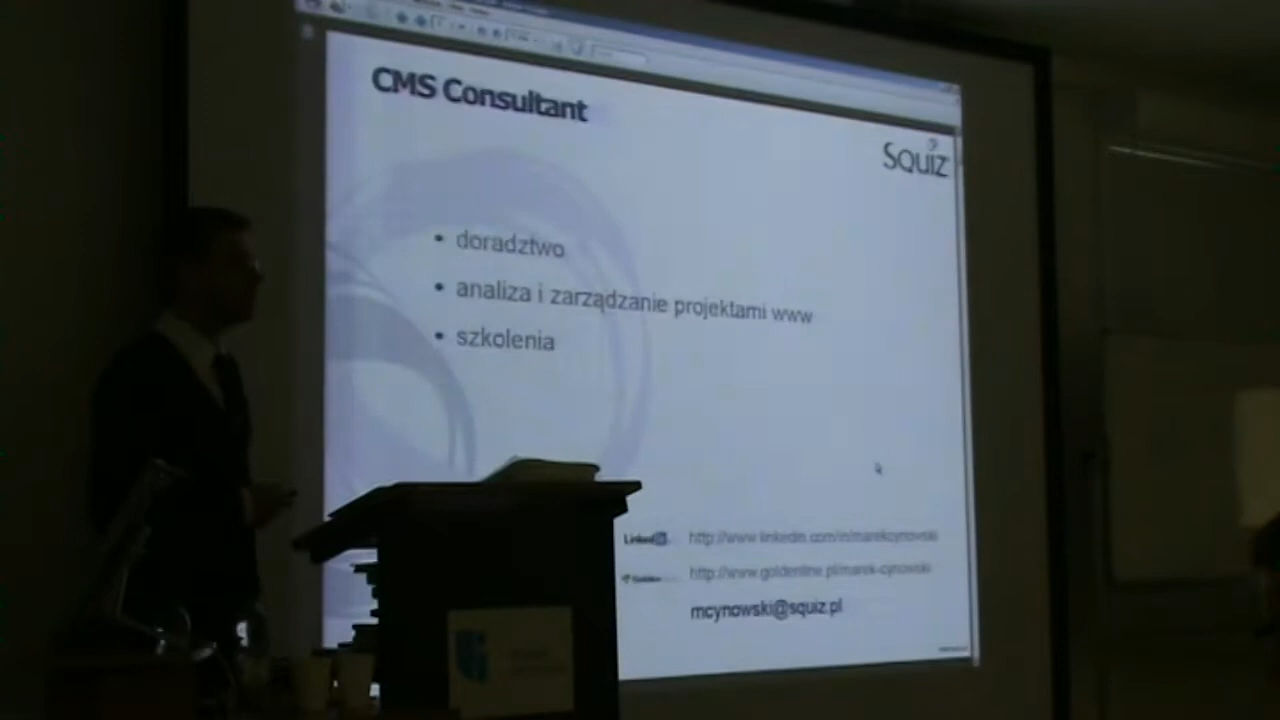 CMS Consultant
Squiz
• doradztwo
• analiza i zarządzanie projektami www
• szkolenia
Linked http://www.linkedin.com/in/marekcynowski
http://www.goldenline.pl/marek-cynowski
mcynowski@squiz.pl